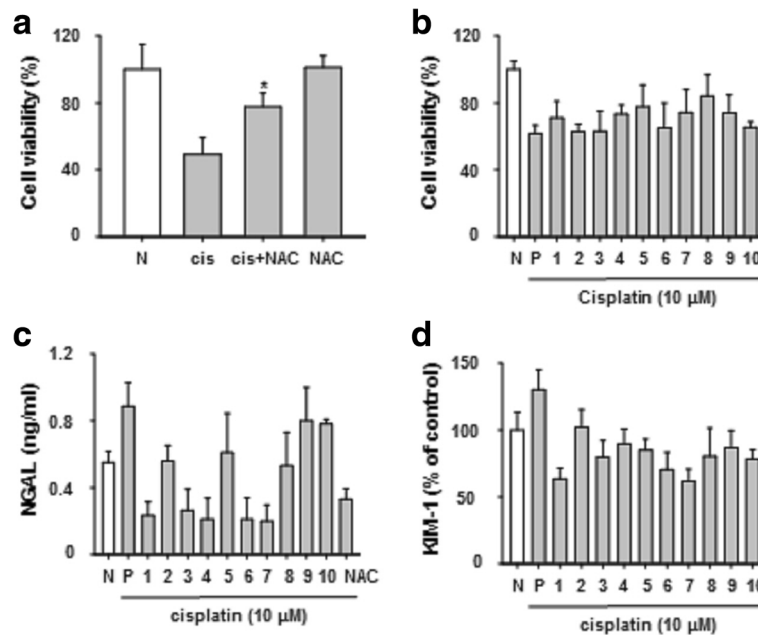 a
120
80
40
0
Cell viability (%)
N cis cis+NAC NAC
*
b
120
80
40
0
Cell viability (%)
N P 1 2 3 4 5 6 7 8 9 10
Cisplatin (10 µM)
c
1.2
0.8
0.4
0
NGAL (ng/ml)
N P 1 2 3 4 5 6 7 8 9 10 NAC
cisplatin (10 µM)
d
150
100
50
0
KIM-1 (% of control)
N P 1 2 3 4 5 6 7 8 9 10
cisplatin (10 µM)